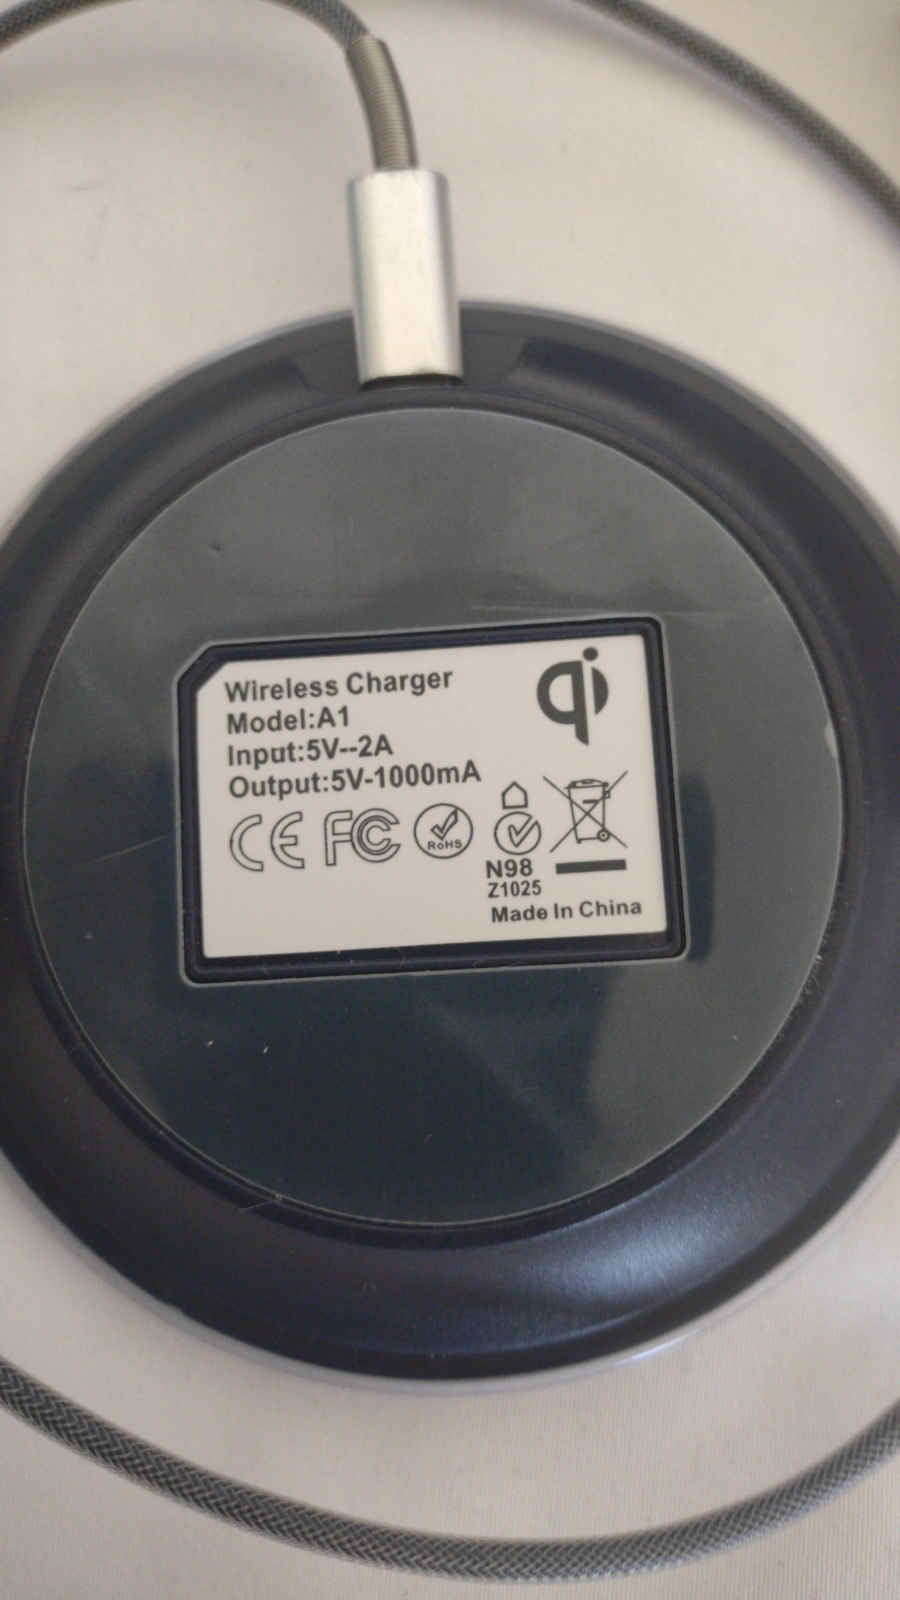 Wireless Charger
Model:A1
Input:5V--2A
Output:5V-1000mA
qi
CE FC RoHS
N98
Z1025
Made In China